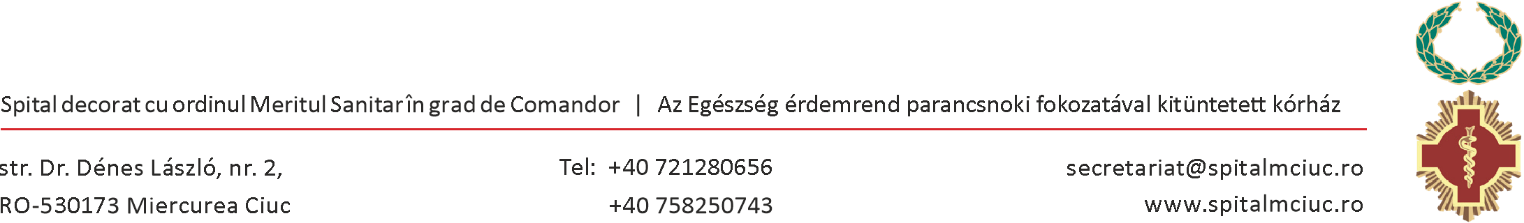 Spital decorat cu ordinul Meritul Sanitar în grad de Comandor | Az Egészség érdemrend parancsnoki fokozatával kitüntetett kórház
str. Dr. Dénes László, nr. 2, Tel: +40 721280656 secretariat@spitalmciuc.ro
RO-530173 Miercurea Ciuc +40 758250743 www.spitalmciuc.ro